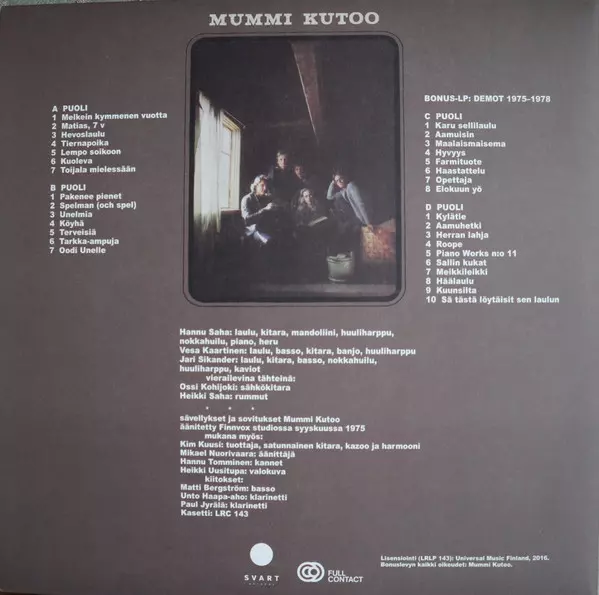 MUMMI KUTOO
A PUOLI
1 Melkein kymmenen vuotta
2 Matias, 7 v
3 Hevoslaulu
4 Tiernapoika
5 Lempo soikoon
6 Kuoleva
7 Toijala mielessään
B PUOLI
1 Pakenee pienet
2 Spelman (och spel)
3 Unelmia
4 Köyhä
5 Terveisiä
6 Tarkka-ampuja
7 Oodi Unelle
BONUS-LP: DEMOT 1975–1978
C PUOLI
1 Karu sellilaulu
2 Aamuisin
3 Maalaismaisema
4 Hyvyys
5 Farmituote
6 Haastattelu
7 Opettaja
8 Elokuun yö
D PUOLI
1 Kylätie
2 Aamuhetki
3 Herran lahja
4 Roope
5 Piano Works n:o 11
6 Sallin kukat
7 Meikkileikki
8 Häälaulu
9 Kuunsilta
10 Sä tästä löytäisit sen laulun
Hannu Saha: laulu, kitara, mandoliini, huuliharppu,
nokkahuilu, piano, heru
Vesa Kaartinen: laulu, basso, kitara, banjo, huuliharppu
Jari Sikander: laulu, kitara, basso, nokkahuilu,
huuliharppu, kaviot
vierailevina tähteinä:
Ossi Kohijoki: sähkökitara
Heikki Saha: rummut
* * *
sävellykset ja sovitukset Mummi Kutoo
äänitetty Finnvox studiossa syyskuussa 1975
mukana myös:
Kim Kuusi: tuottaja, satunnainen kitara, kazoo ja harmooni
Mikael Nuorivaara: äänittäjä
Hannu Tomminen: kannet
Heikki Uusitupa: valokuva
kiitokset:
Matti Bergström: basso
Unto Haapa-aho: klarinetti
Paul Jyrälä: klarinetti
Kasetti: LRC 143
SVART
FULL
CONTACT
Lisensiointi (LRLP 143): Universal Music Finland, 2016.
Bonuslevyn kaikki oikeudet: Mummi Kutoo.